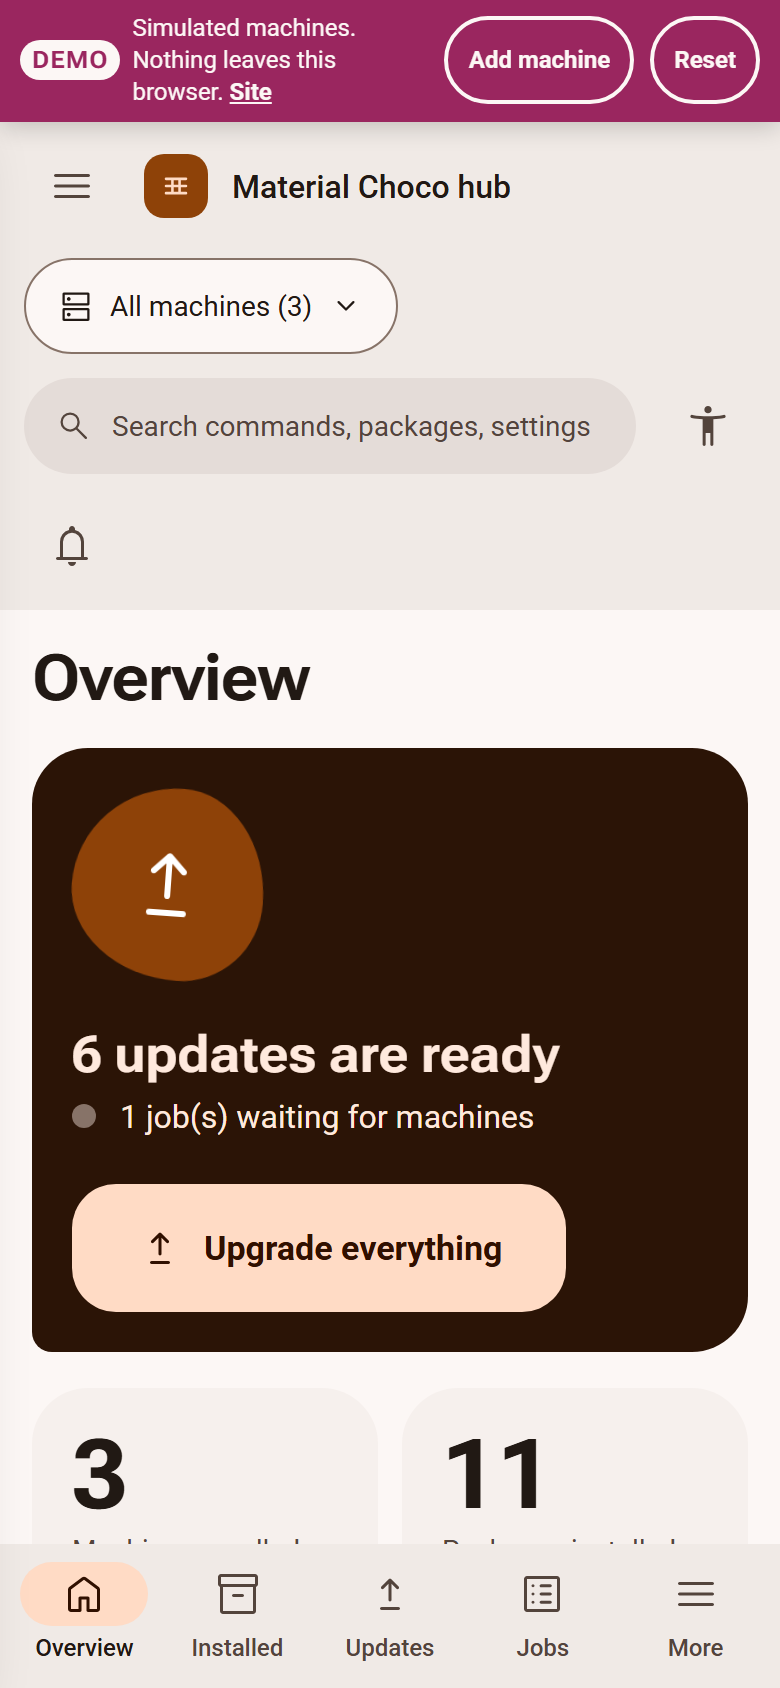 DEMO
Simulated machines.
Nothing leaves this
browser. Site
Add machine
Reset
Material Choco hub
All machines (3)
Search commands, packages, settings
Overview
6 updates are ready
1 job(s) waiting for machines
Upgrade everything
3
11
Overview
Installed
Updates
Jobs
More